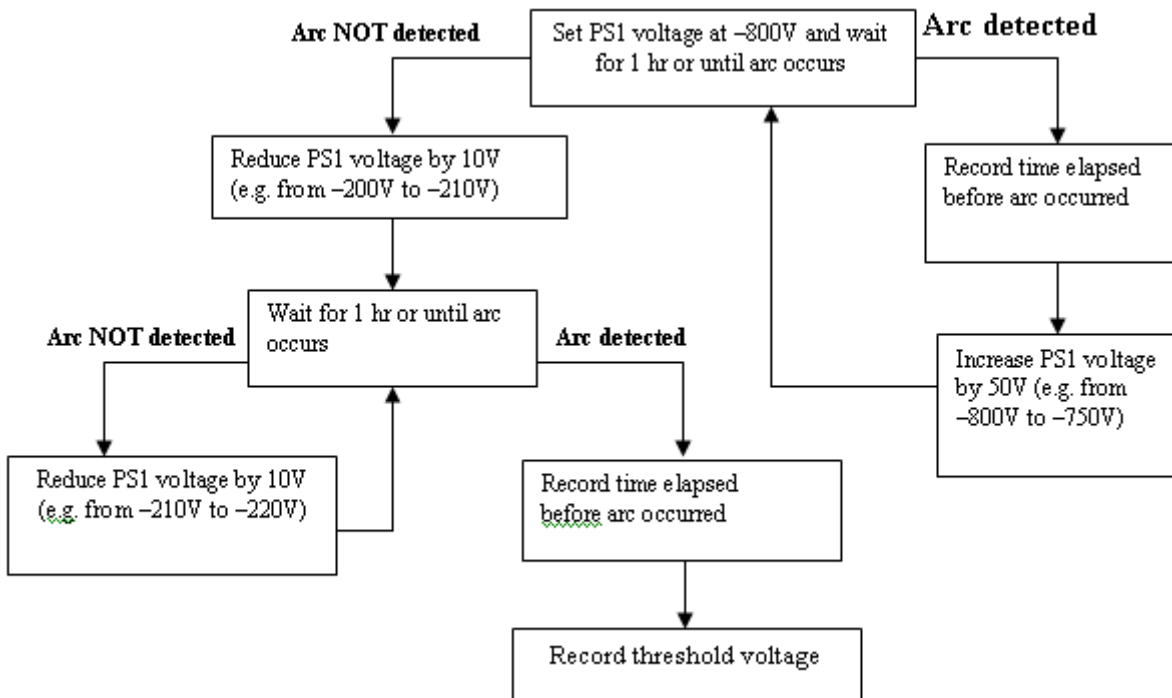 Arc NOT detected
Set PS1 voltage at –800V and wait
for 1 hr or until arc occurs
Arc detected
Reduce PS1 voltage by 10V
(e.g. from –200V to –210V)
Record time elapsed
before arc occurred
Wait for 1 hr or until arc
occurs
Arc NOT detected
Arc detected
Increase PS1 voltage
by 50V (e.g. from
–800V to –750V)
Reduce PS1 voltage by 10V
(e.g. from –210V to –220V)
Record time elapsed
before arc occurred
Record threshold voltage